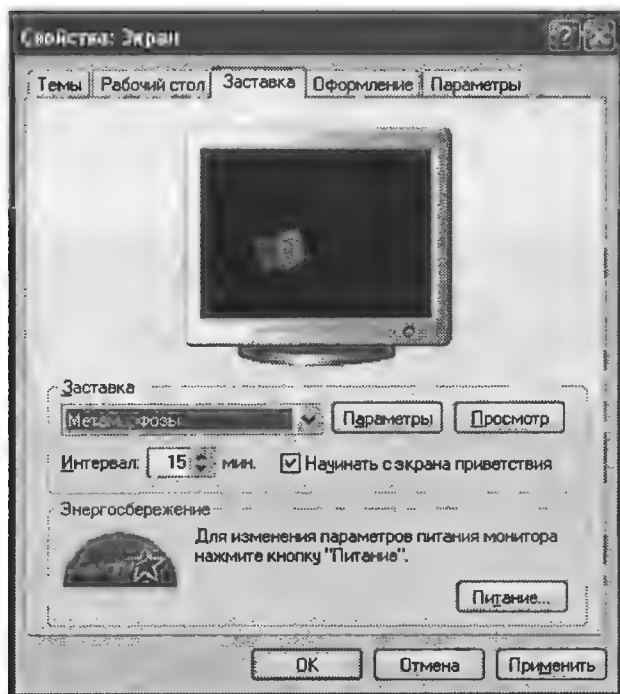 Свойства: Экран
Темы Рабочий стол Заставка Оформление Параметры
Заставка
Параметры Просмотр
Интервал: 15 мин. Начинать с экрана приветствия
Энергосбережение
Для изменения параметров питания монитора
нажмите кнопку "Питание".
Питание...
ОК Отмена Применить